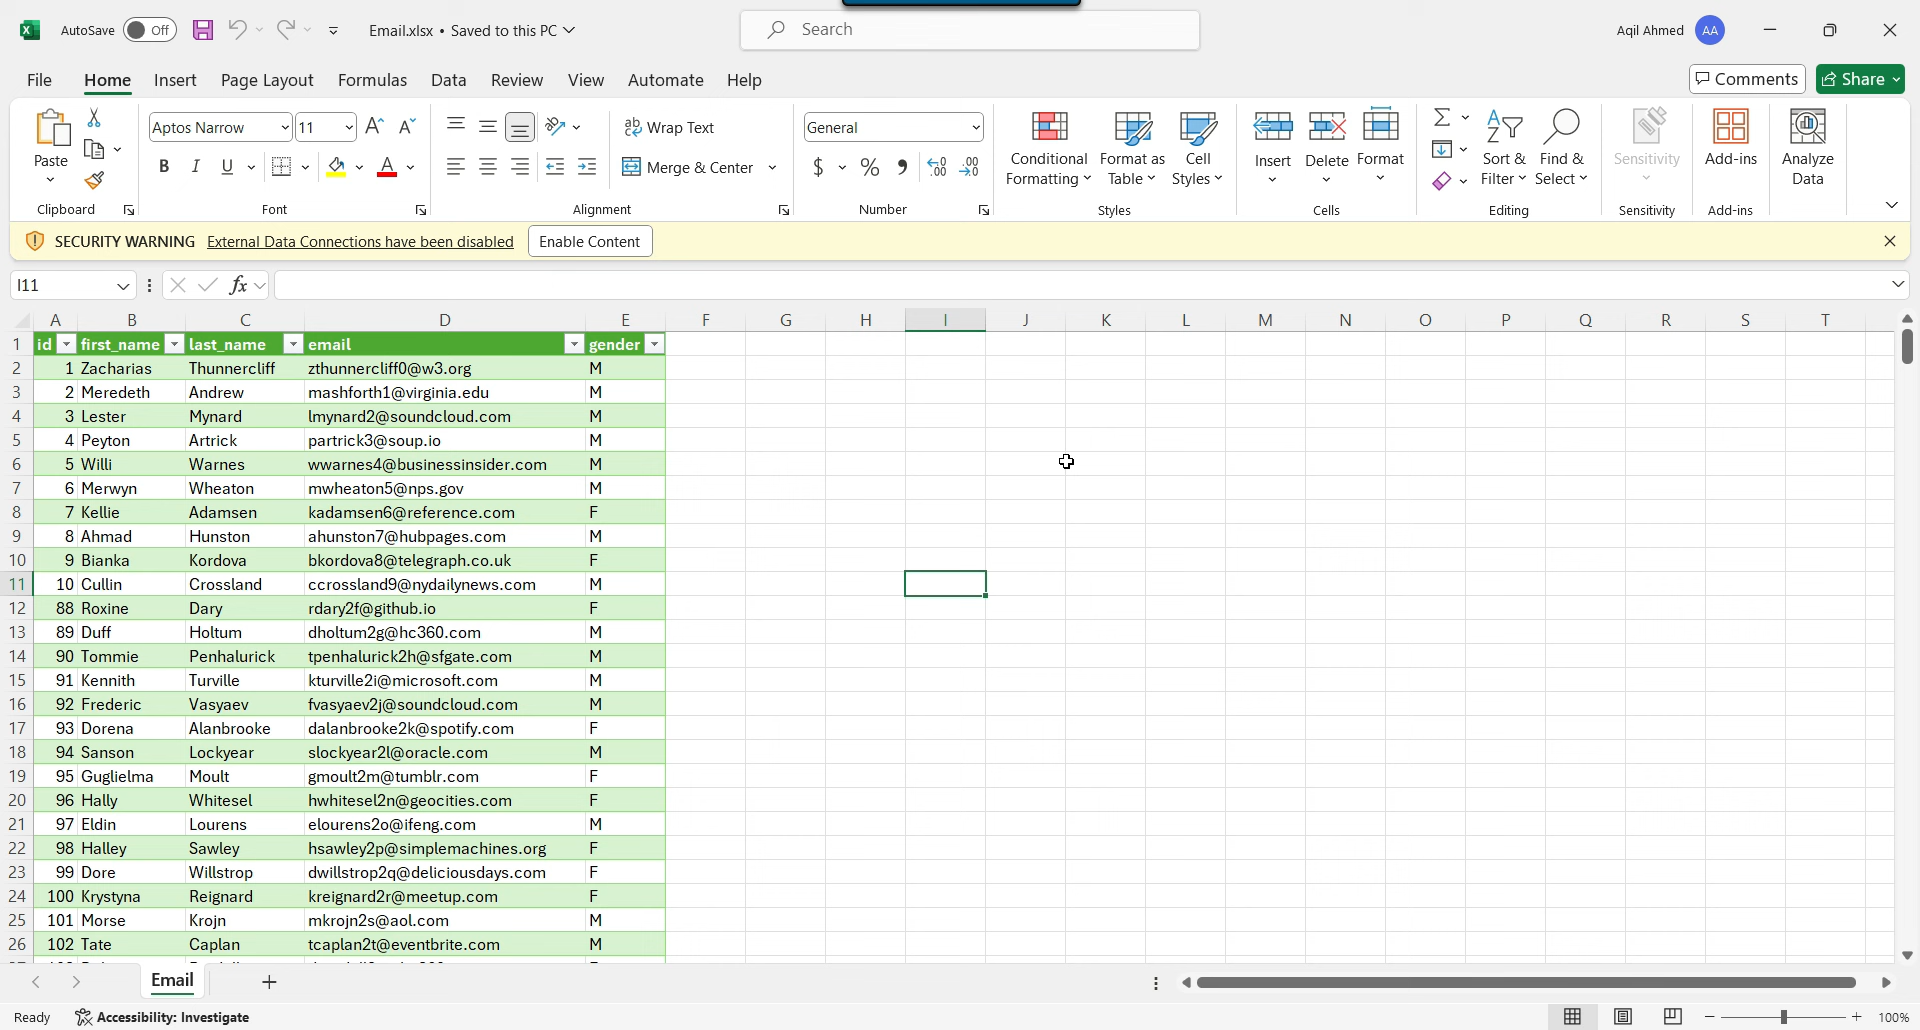 AutoSave Off Email.xlsx • Saved to this PC Search Aqil Ahmed AA
File Home Insert Page Layout Formulas Data Review View Automate Help Comments Share
Paste Aptos Narrow 11 Wrap Text General Conditional Formatting Format as Table Cell Styles Insert Delete Format Sort & Filter Find & Select Sensitivity Add-ins Analyze Data
B I U A Merge & Center $ %
Clipboard Font Alignment Number Styles Cells Editing Sensitivity Add-ins
SECURITY WARNING External Data Connections have been disabled Enable Content
I11 fx
A B C D E F G H I J K L M N O P Q R S T
1 id first_name last_name email gender
2 1 Zacharias Thunnercliff zthunnercliff0@w3.org M
3 2 Meredeth Andrew mashforth1@virginia.edu M
4 3 Lester Mynard lmynard2@soundcloud.com M
5 4 Peyton Artrick partrick3@soup.io M
6 5 Willi Warnes wwarnes4@businessinsider.com M
7 6 Merwyn Wheaton mwheaton5@nps.gov M
8 7 Kellie Adamsen kadamsen6@reference.com F
9 8 Ahmad Hunston ahunston7@hubpages.com M
10 9 Bianka Kordova bkordova8@telegraph.co.uk F
11 10 Cullin Crossland ccrossland9@nydailynews.com M
12 88 Roxine Dary rdary2f@github.io F
13 89 Duff Holtum dholtum2g@hc360.com M
14 90 Tommie Penhalurick tpenhalurick2h@sfgate.com M
15 91 Kennith Turville kturville2i@microsoft.com M
16 92 Frederic Vasyaev fvasyaev2j@soundcloud.com M
17 93 Dorena Alanbrooke dalanbrooke2k@spotify.com F
18 94 Sanson Lockyear slockyear2l@oracle.com M
19 95 Guglielma Moult gmoult2m@tumblr.com F
20 96 Hally Whitesel hwhitesel2n@geocities.com F
21 97 Eldin Lourens elourens2o@ifeng.com M
22 98 Halley Sawley hsawley2p@simplemachines.org F
23 99 Dore Willstrop dwillstrop2q@deliciousdays.com F
24 100 Krystyna Reignard kreignard2r@meetup.com F
25 101 Morse Krojn mkrojn2s@aol.com M
26 102 Tate Caplan tcaplan2t@eventbrite.com M
Email
Ready Accessibility: Investigate 100%